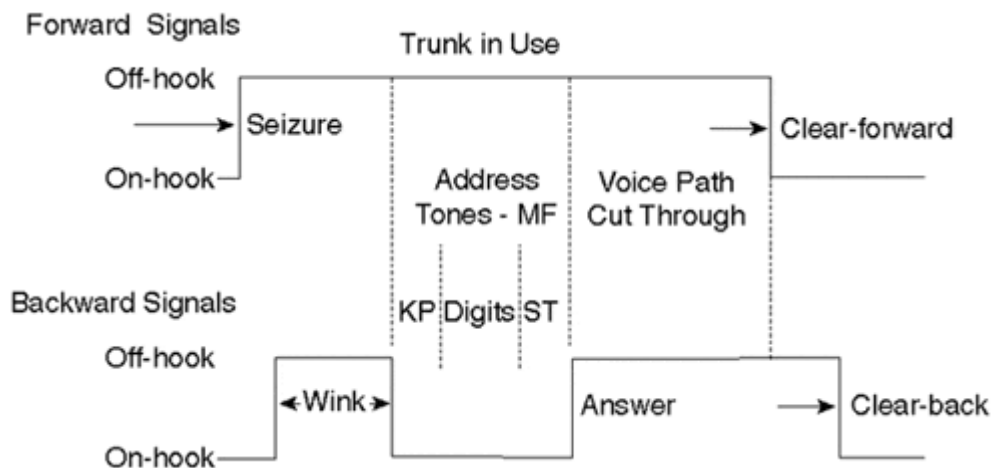 Forward Signals
Trunk in Use
Off-hook
Seizure
Clear-forward
On-hook
Address
Tones - MF
Voice Path
Cut Through
Backward Signals
KP Digits ST
Off-hook
Wink
Answer
Clear-back
On-hook